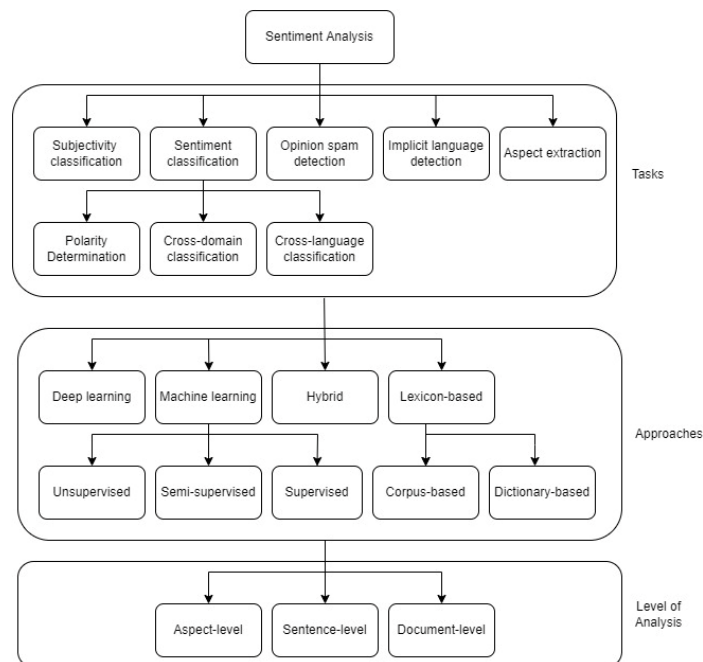 Sentiment Analysis
Subjectivity
classification
Sentiment
classification
Opinion spam
detection
Implicit language
detection
Aspect extraction
Tasks
Polarity
Determination
Cross-domain
classification
Cross-language
classification
Deep learning
Machine learning
Hybrid
Lexicon-based
Approaches
Unsupervised
Semi-supervised
Supervised
Corpus-based
Dictionary-based
Level of
Analysis
Aspect-level
Sentence-level
Document-level